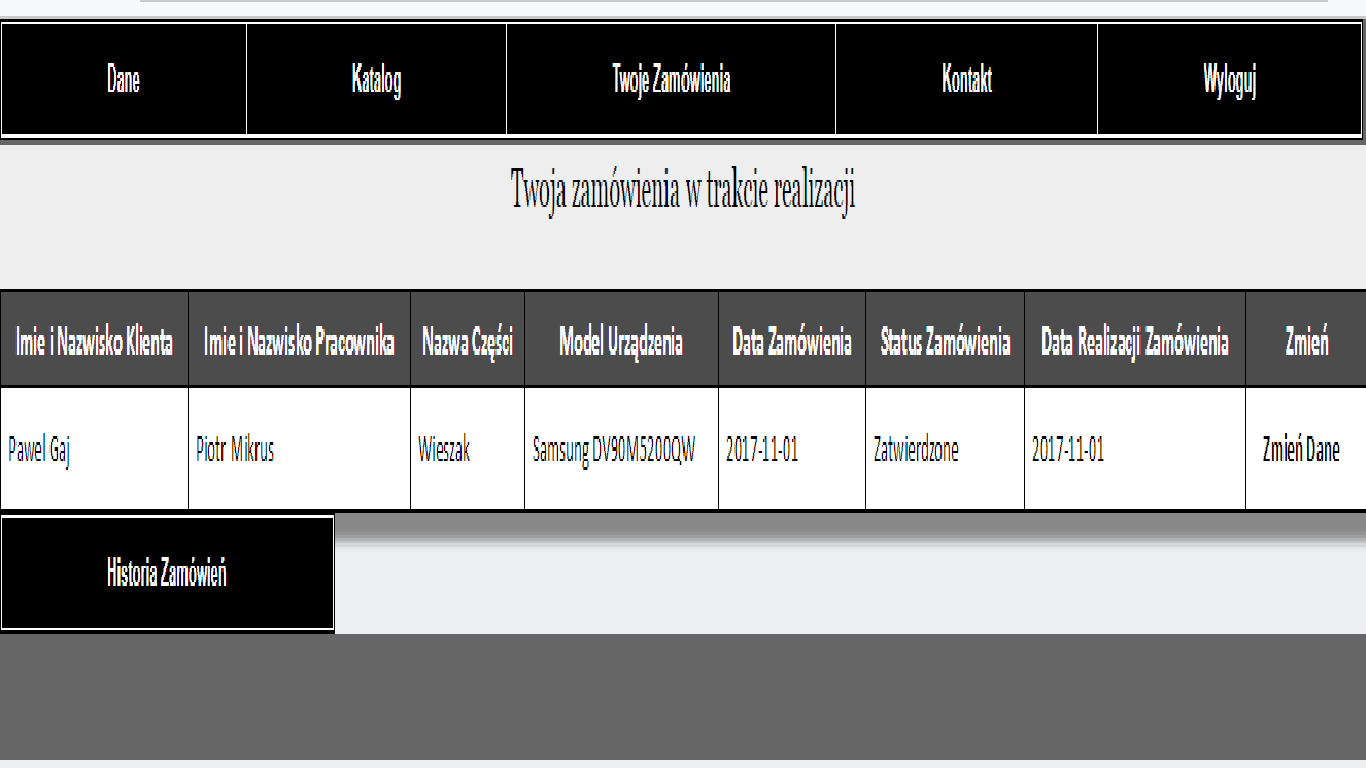 Dane Katalog Twoje Zamówienia Kontakt Wyloguj
Twoja zamówienia w trakcie realizacji
Imie i Nazwisko Klienta Imie i Nazwisko Pracownika Nazwa Części Model Urządzenia Data Zamówienia Status Zamówienia Data Realizacji Zamówienia Zmień
Pawel Gaj Piotr Mikrus Wieszak Samsung DV90M5200QW 2017-11-01 Zatwierdzone 2017-11-01 Zmień Dane
Historia Zamówień